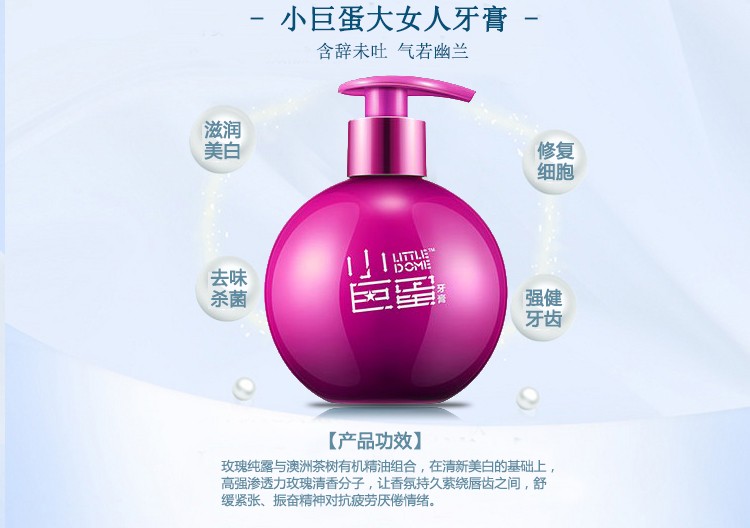 - 小巨蛋大女人牙膏 -
含辞未吐 气若幽兰
滋润
美白
修复
细胞
小巨蛋
LITTLE™
DOME
牙膏
去味
杀菌
强健
牙齿
【产品功效】
玫瑰纯露与澳洲茶树有机精油组合，在清新美白的基础上，
高强渗透力玫瑰清香分子，让香氛持久萦绕唇齿之间，舒
缓紧张、振奋精神对抗疲劳厌倦情绪。